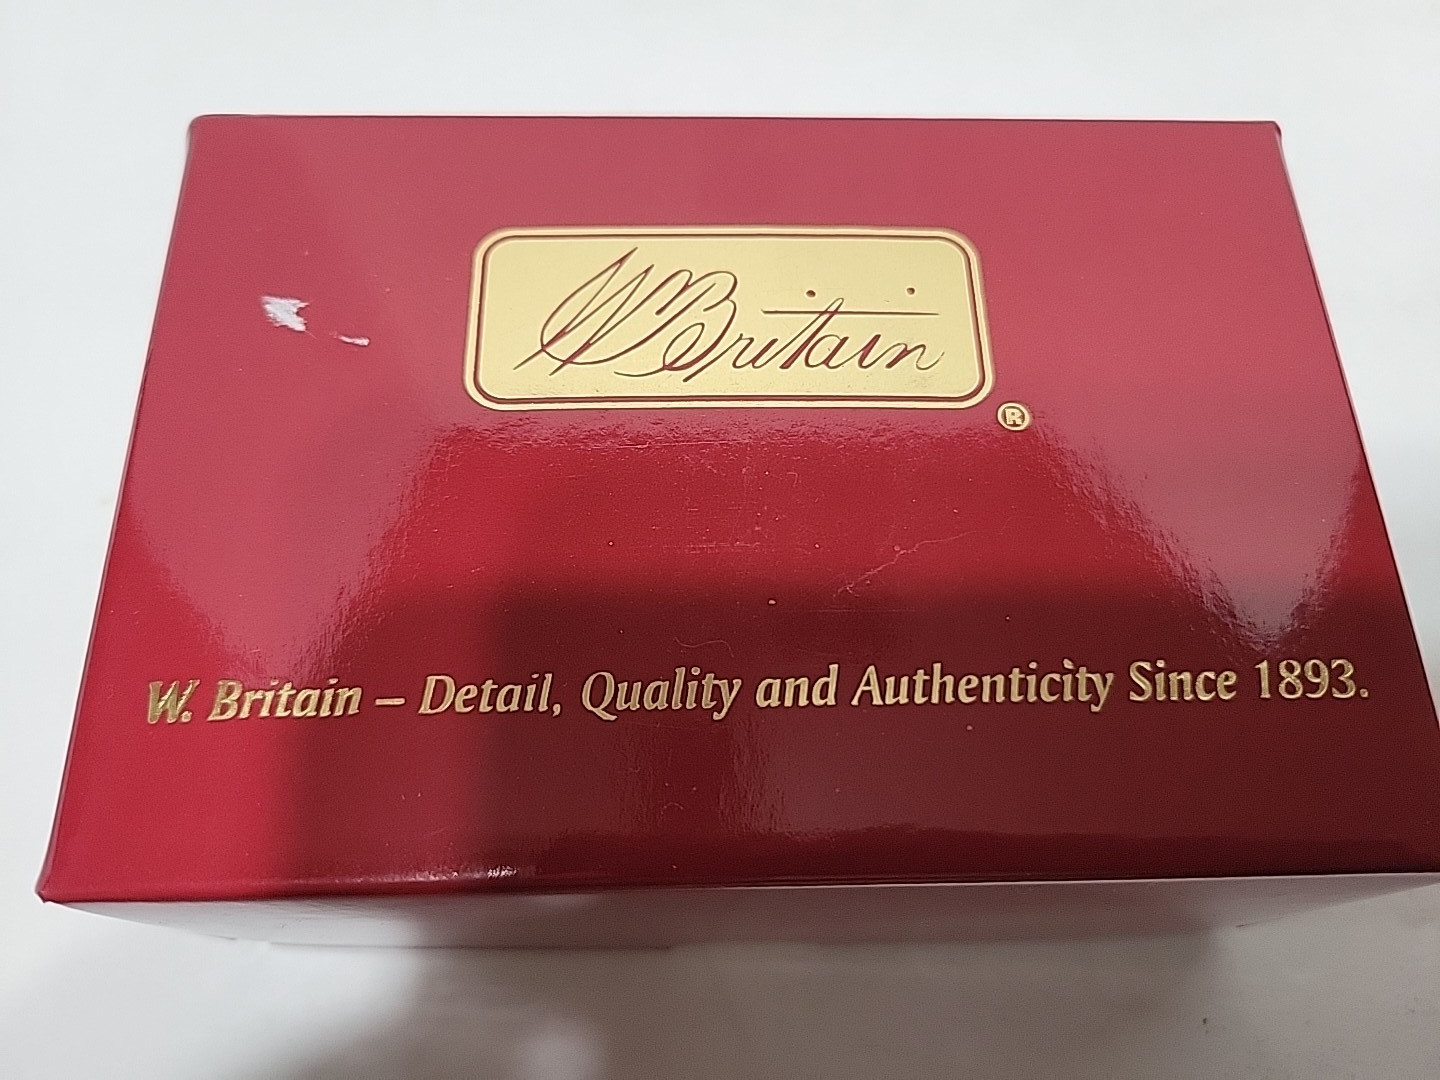 W Britain
®
W. Britain – Detail, Quality and Authenticity Since 1893.